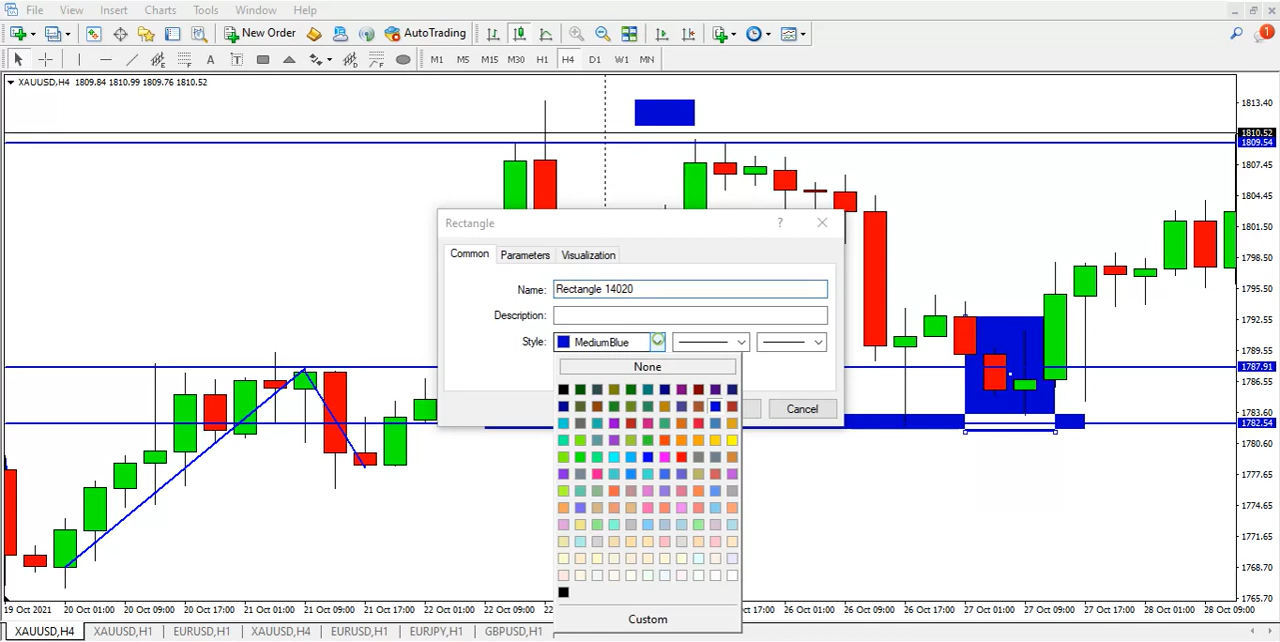 File View Insert Charts Tools Window Help
New Order AutoTrading 1
A T M1 M5 M15 M30 H1 H4 D1 W1 MN
XAUUSD,H4 1809.84 1810.99 1809.76 1810.52
1813.40
1810.52
1809.54
1807.45
1804.45
1801.50
1798.50
1795.50
1792.55
1789.55
1787.91
1786.55
1783.60
1782.54
1780.60
1777.65
1774.65
1771.65
1768.70
1765.70
Rectangle ?
Common Parameters Visualization
Name: Rectangle 14020
Description:
Style: MediumBlue
None
Cancel
Custom
19 Oct 2021 20 Oct 01:00 20 Oct 09:00 20 Oct 17:00 21 Oct 01:00 21 Oct 09:00 21 Oct 17:00 22 Oct 01:00 22 Oct 09:00 22 17:00 26 Oct 01:00 26 Oct 09:00 26 Oct 17:00 27 Oct 01:00 27 Oct 09:00 27 Oct 17:00 28 Oct 01:00 28 Oct 09:00
XAUUSD,H4 XAUUSD,H1 EURUSD,H1 XAUUSD,H4 EURUSD,H1 EURJPY,H1 GBPUSD,H1